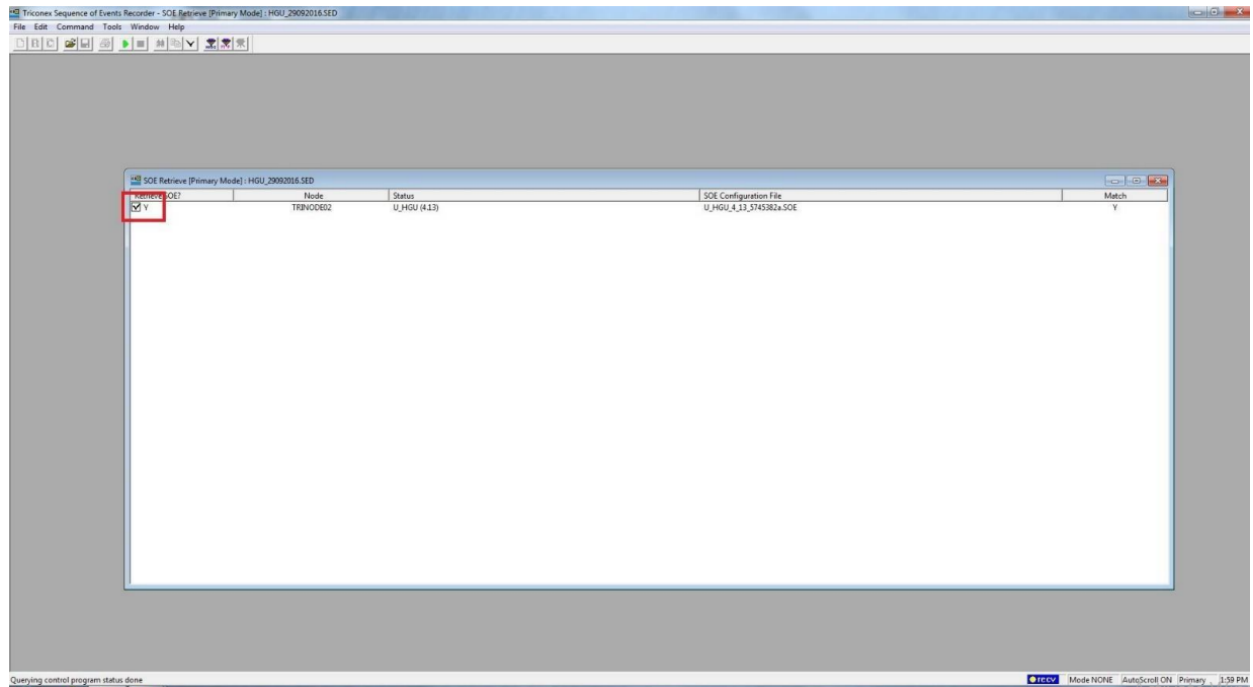 Triconex Sequence of Events Recorder - SOE Retrieve [Primary Mode] : HGU_29092016.SED
File Edit Command Tools Window Help
SOE Retrieve [Primary Mode] : HGU_29092016.SED
Retrieve SOE? Node Status SOE Configuration File Match
Y TRINODE02 U_HGU (4.13) U_HGU_4_13_5745382a.SOE Y
Querying control program status done recv Mode NONE AutoScroll ON Primary 1:59 PM